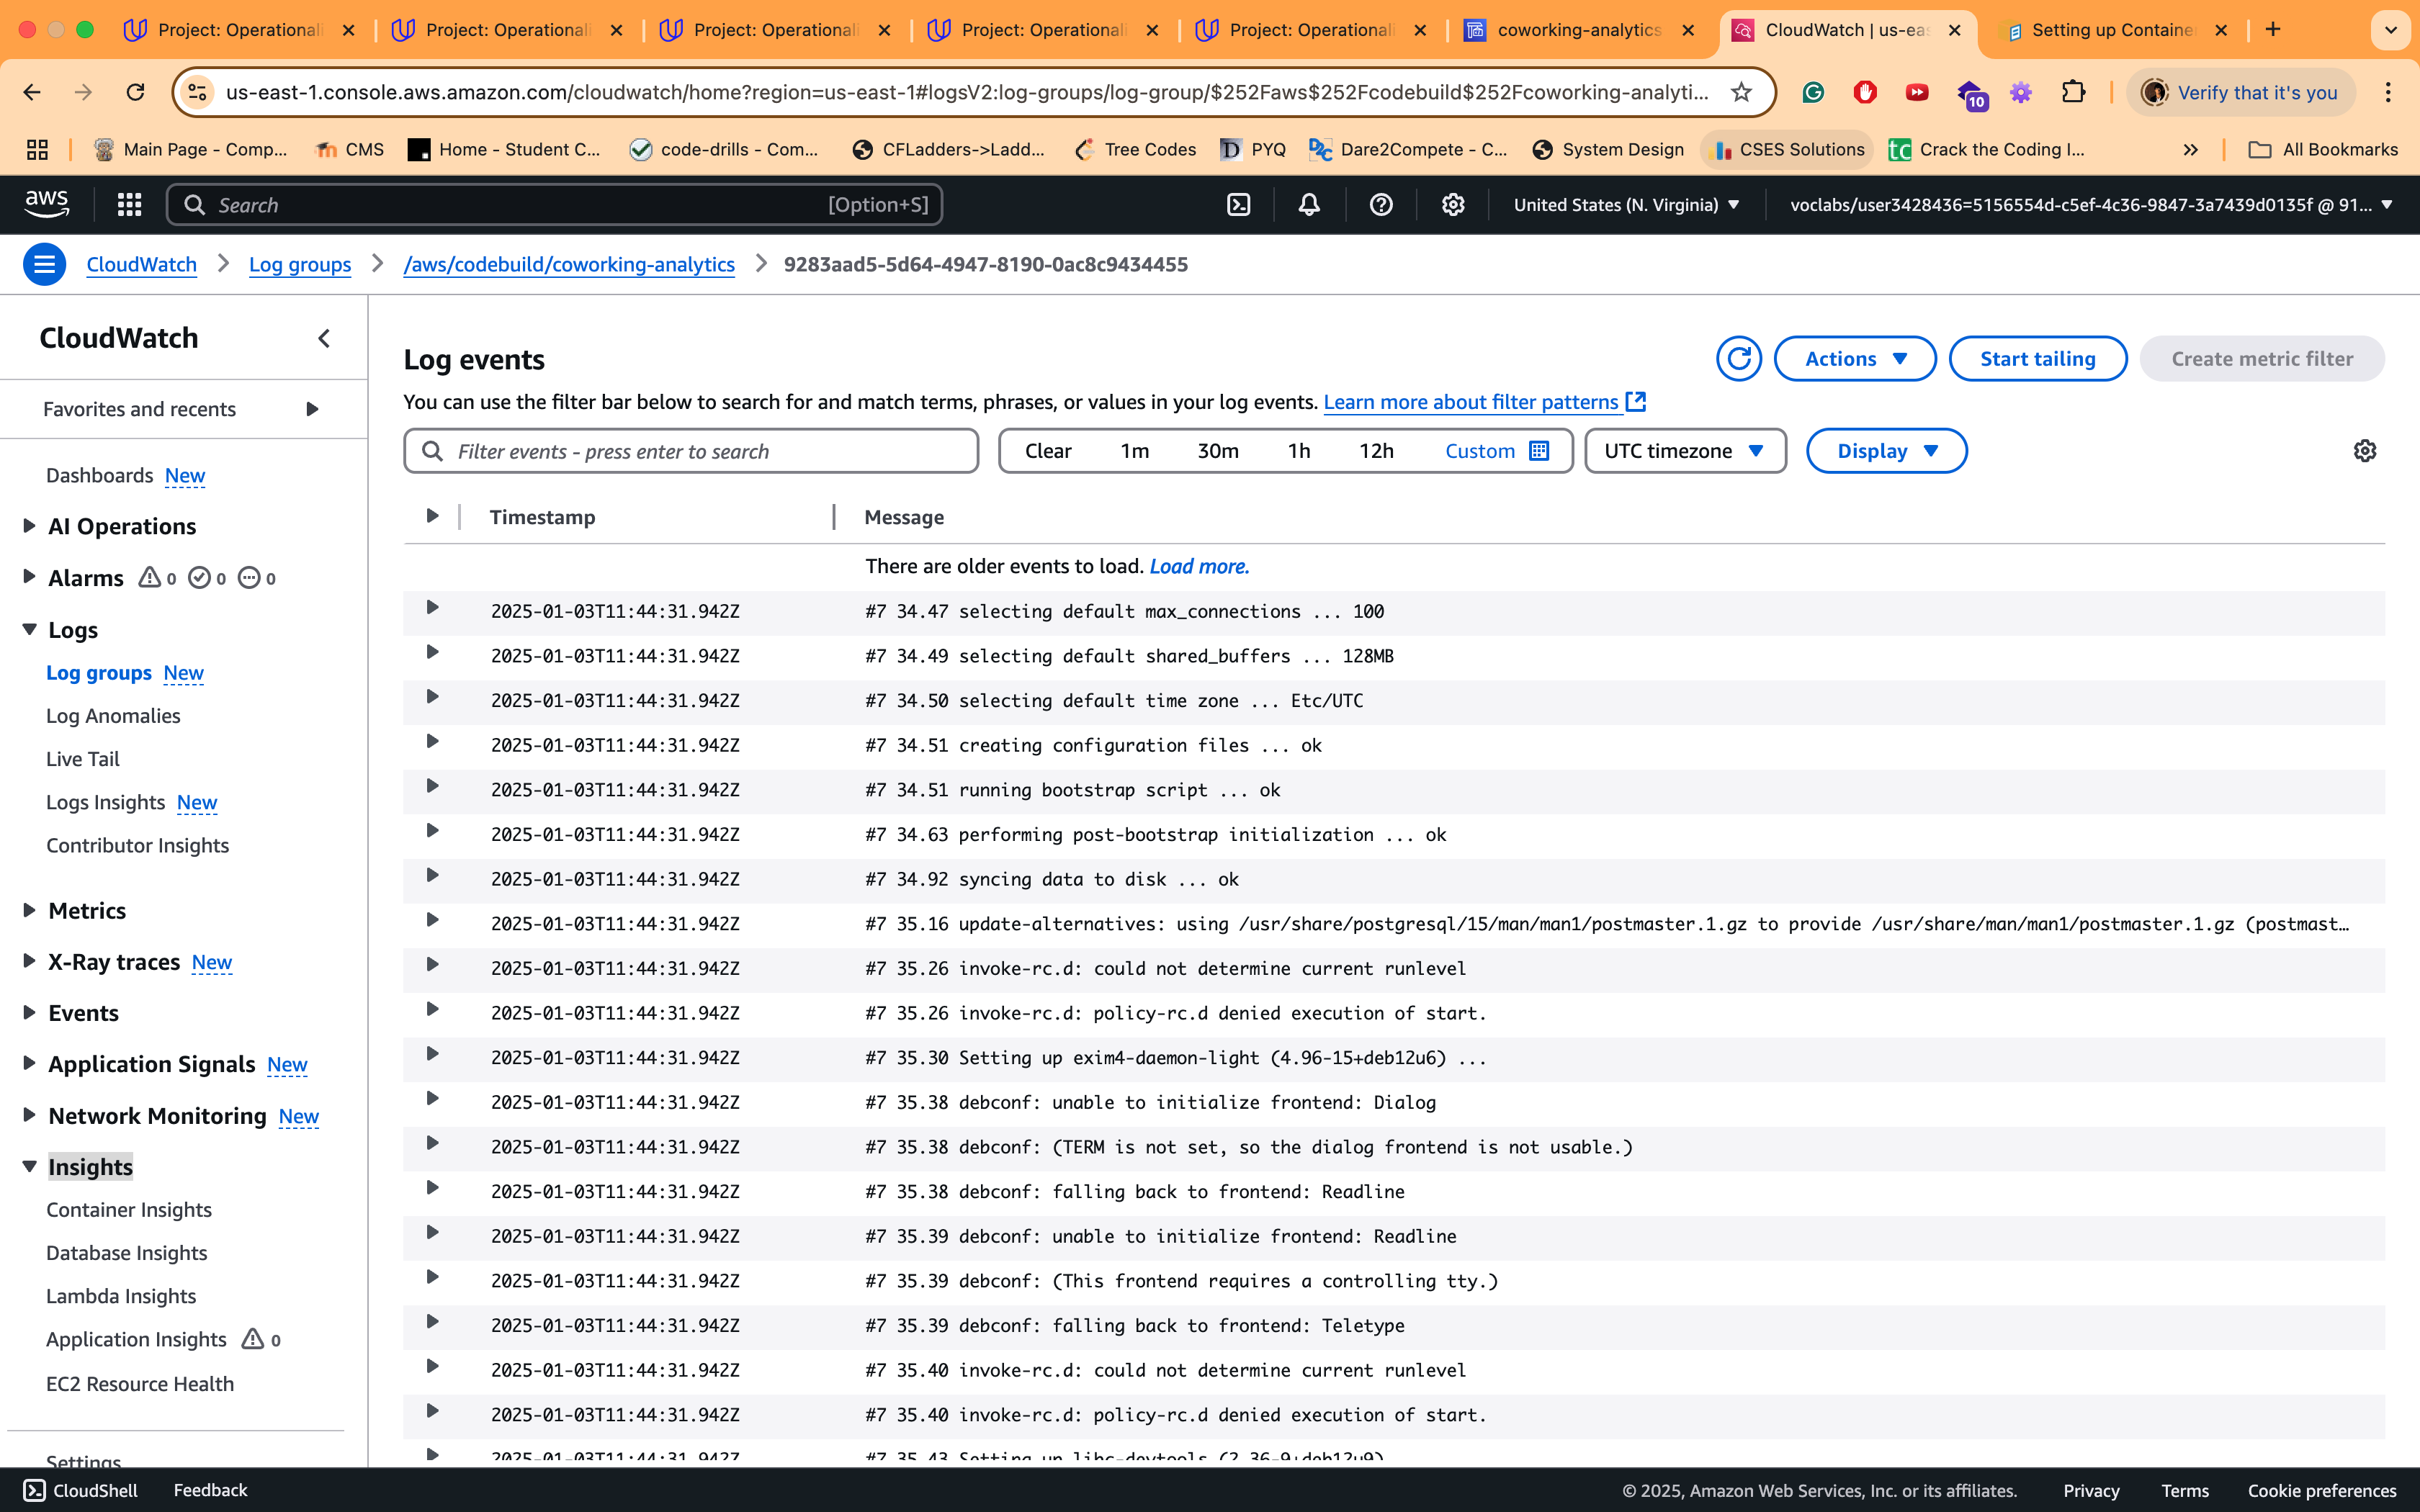 Project: Operationali
Project: Operationali
Project: Operationali
Project: Operationali
Project: Operationali
coworking-analytics
CloudWatch | us-eas
Setting up Container
us-east-1.console.aws.amazon.com/cloudwatch/home?region=us-east-1#logsV2:log-groups/log-group/$252Faws$252Fcodebuild$252Fcoworking-analyti...
10
Verify that it's you
Main Page - Comp...
CMS
Home - Student C...
code-drills - Com...
CFLadders->Ladd...
Tree Codes
PYQ
Dare2Compete - C...
System Design
CSES Solutions
Crack the Coding I...
All Bookmarks
aws
Search
[Option+S]
United States (N. Virginia)
voclabs/user3428436=5156554d-c5ef-4c36-9847-3a7439d0135f @ 91...
CloudWatch
Log groups
/aws/codebuild/coworking-analytics
9283aad5-5d64-4947-8190-0ac8c9434455
CloudWatch
Favorites and recents
Dashboards New
AI Operations
Alarms 0 0 0
Logs
Log groups New
Log Anomalies
Live Tail
Logs Insights New
Contributor Insights
Metrics
X-Ray traces New
Events
Application Signals New
Network Monitoring New
Insights
Container Insights
Database Insights
Lambda Insights
Application Insights 0
EC2 Resource Health
Settings
Log events
Actions
Start tailing
Create metric filter
You can use the filter bar below to search for and match terms, phrases, or values in your log events. Learn more about filter patterns
Filter events - press enter to search
Clear 1m 30m 1h 12h Custom
UTC timezone
Display
Timestamp Message
There are older events to load. Load more.
2025-01-03T11:44:31.942Z #7 34.47 selecting default max_connections ... 100
2025-01-03T11:44:31.942Z #7 34.49 selecting default shared_buffers ... 128MB
2025-01-03T11:44:31.942Z #7 34.50 selecting default time zone ... Etc/UTC
2025-01-03T11:44:31.942Z #7 34.51 creating configuration files ... ok
2025-01-03T11:44:31.942Z #7 34.51 running bootstrap script ... ok
2025-01-03T11:44:31.942Z #7 34.63 performing post-bootstrap initialization ... ok
2025-01-03T11:44:31.942Z #7 34.92 syncing data to disk ... ok
2025-01-03T11:44:31.942Z #7 35.16 update-alternatives: using /usr/share/postgresql/15/man/man1/postmaster.1.gz to provide /usr/share/man/man1/postmaster.1.gz (postmast...
2025-01-03T11:44:31.942Z #7 35.26 invoke-rc.d: could not determine current runlevel
2025-01-03T11:44:31.942Z #7 35.26 invoke-rc.d: policy-rc.d denied execution of start.
2025-01-03T11:44:31.942Z #7 35.30 Setting up exim4-daemon-light (4.96-15+deb12u6) ...
2025-01-03T11:44:31.942Z #7 35.38 debconf: unable to initialize frontend: Dialog
2025-01-03T11:44:31.942Z #7 35.38 debconf: (TERM is not set, so the dialog frontend is not usable.)
2025-01-03T11:44:31.942Z #7 35.38 debconf: falling back to frontend: Readline
2025-01-03T11:44:31.942Z #7 35.39 debconf: unable to initialize frontend: Readline
2025-01-03T11:44:31.942Z #7 35.39 debconf: (This frontend requires a controlling tty.)
2025-01-03T11:44:31.942Z #7 35.39 debconf: falling back to frontend: Teletype
2025-01-03T11:44:31.942Z #7 35.40 invoke-rc.d: could not determine current runlevel
2025-01-03T11:44:31.942Z #7 35.40 invoke-rc.d: policy-rc.d denied execution of start.
2025-01-03T11:44:31.942Z #7 35.43 Setting up libc-devtools (2.36-9+deb12u9)
CloudShell
Feedback
© 2025, Amazon Web Services, Inc. or its affiliates.
Privacy
Terms
Cookie preferences